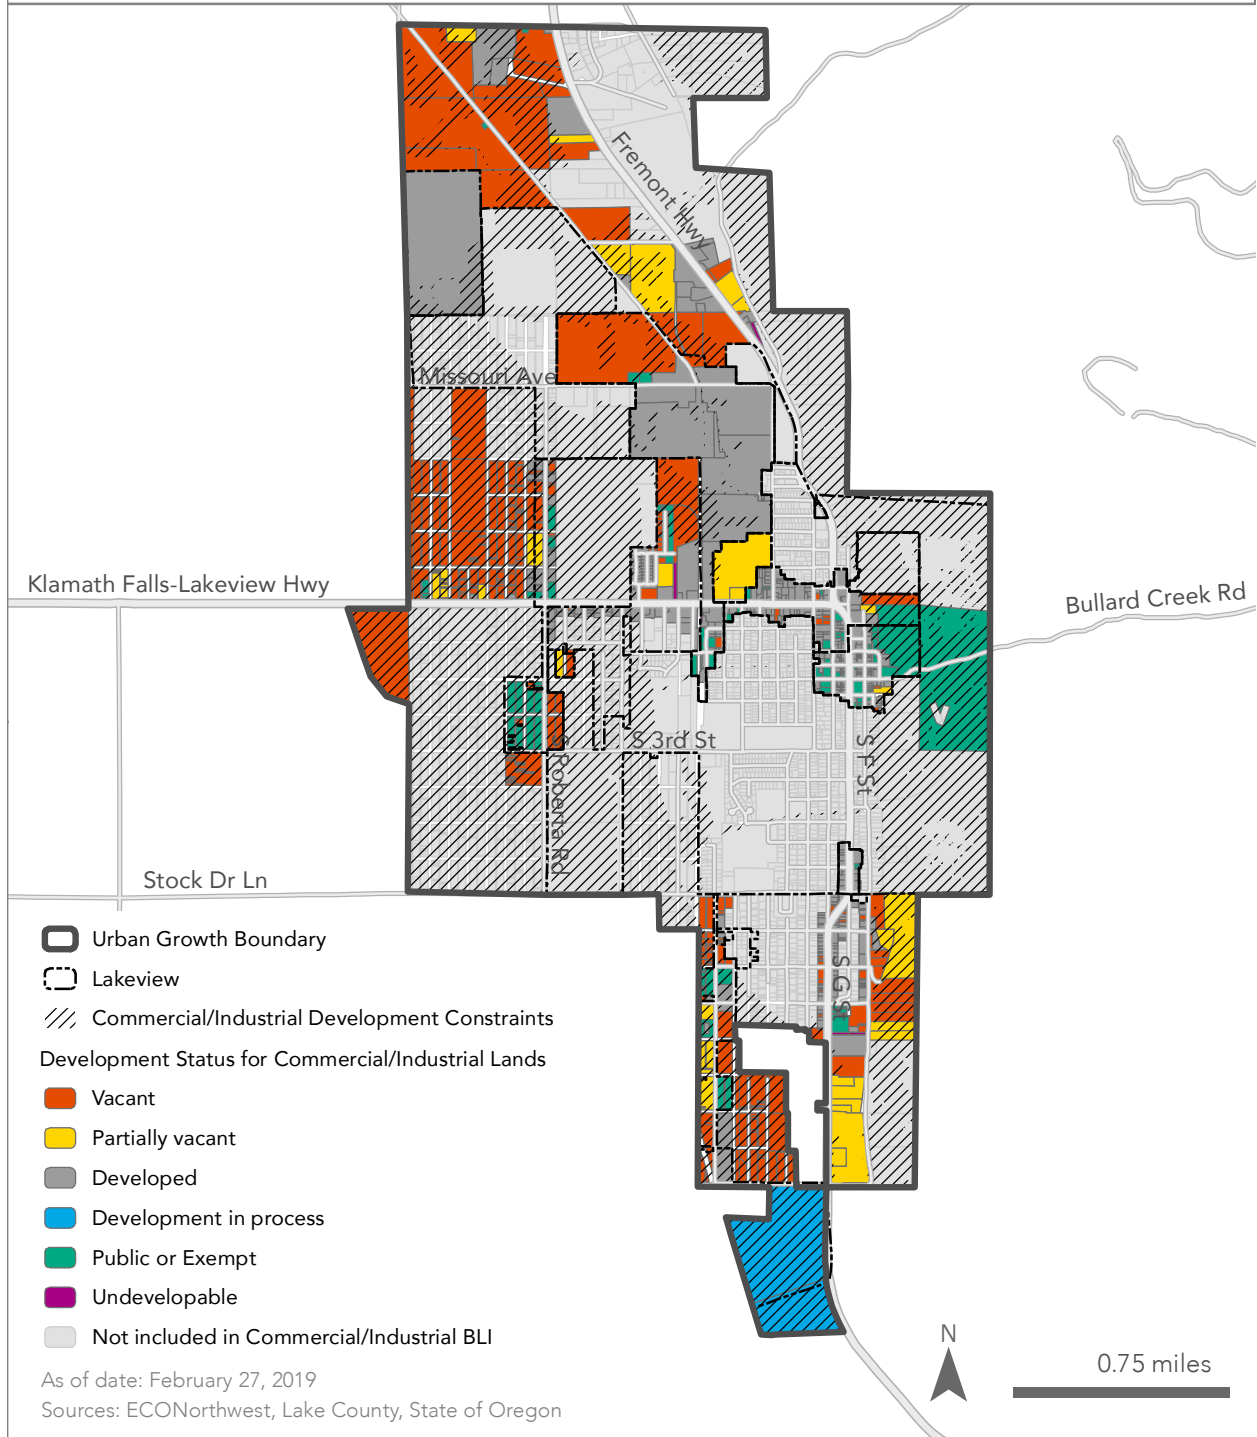 Fremont Hwy
Missouri Ave
Klamath Falls-Lakeview Hwy
Bullard Creek Rd
S 3rd St
S F St
S Roberta Rd
Stock Dr Ln
S G St
Urban Growth Boundary
Lakeview
Commercial/Industrial Development Constraints
Development Status for Commercial/Industrial Lands
Vacant
Partially vacant
Developed
Development in process
Public or Exempt
Undevelopable
Not included in Commercial/Industrial BLI
As of date: February 27, 2019
Sources: ECONorthwest, Lake County, State of Oregon
N
0.75 miles